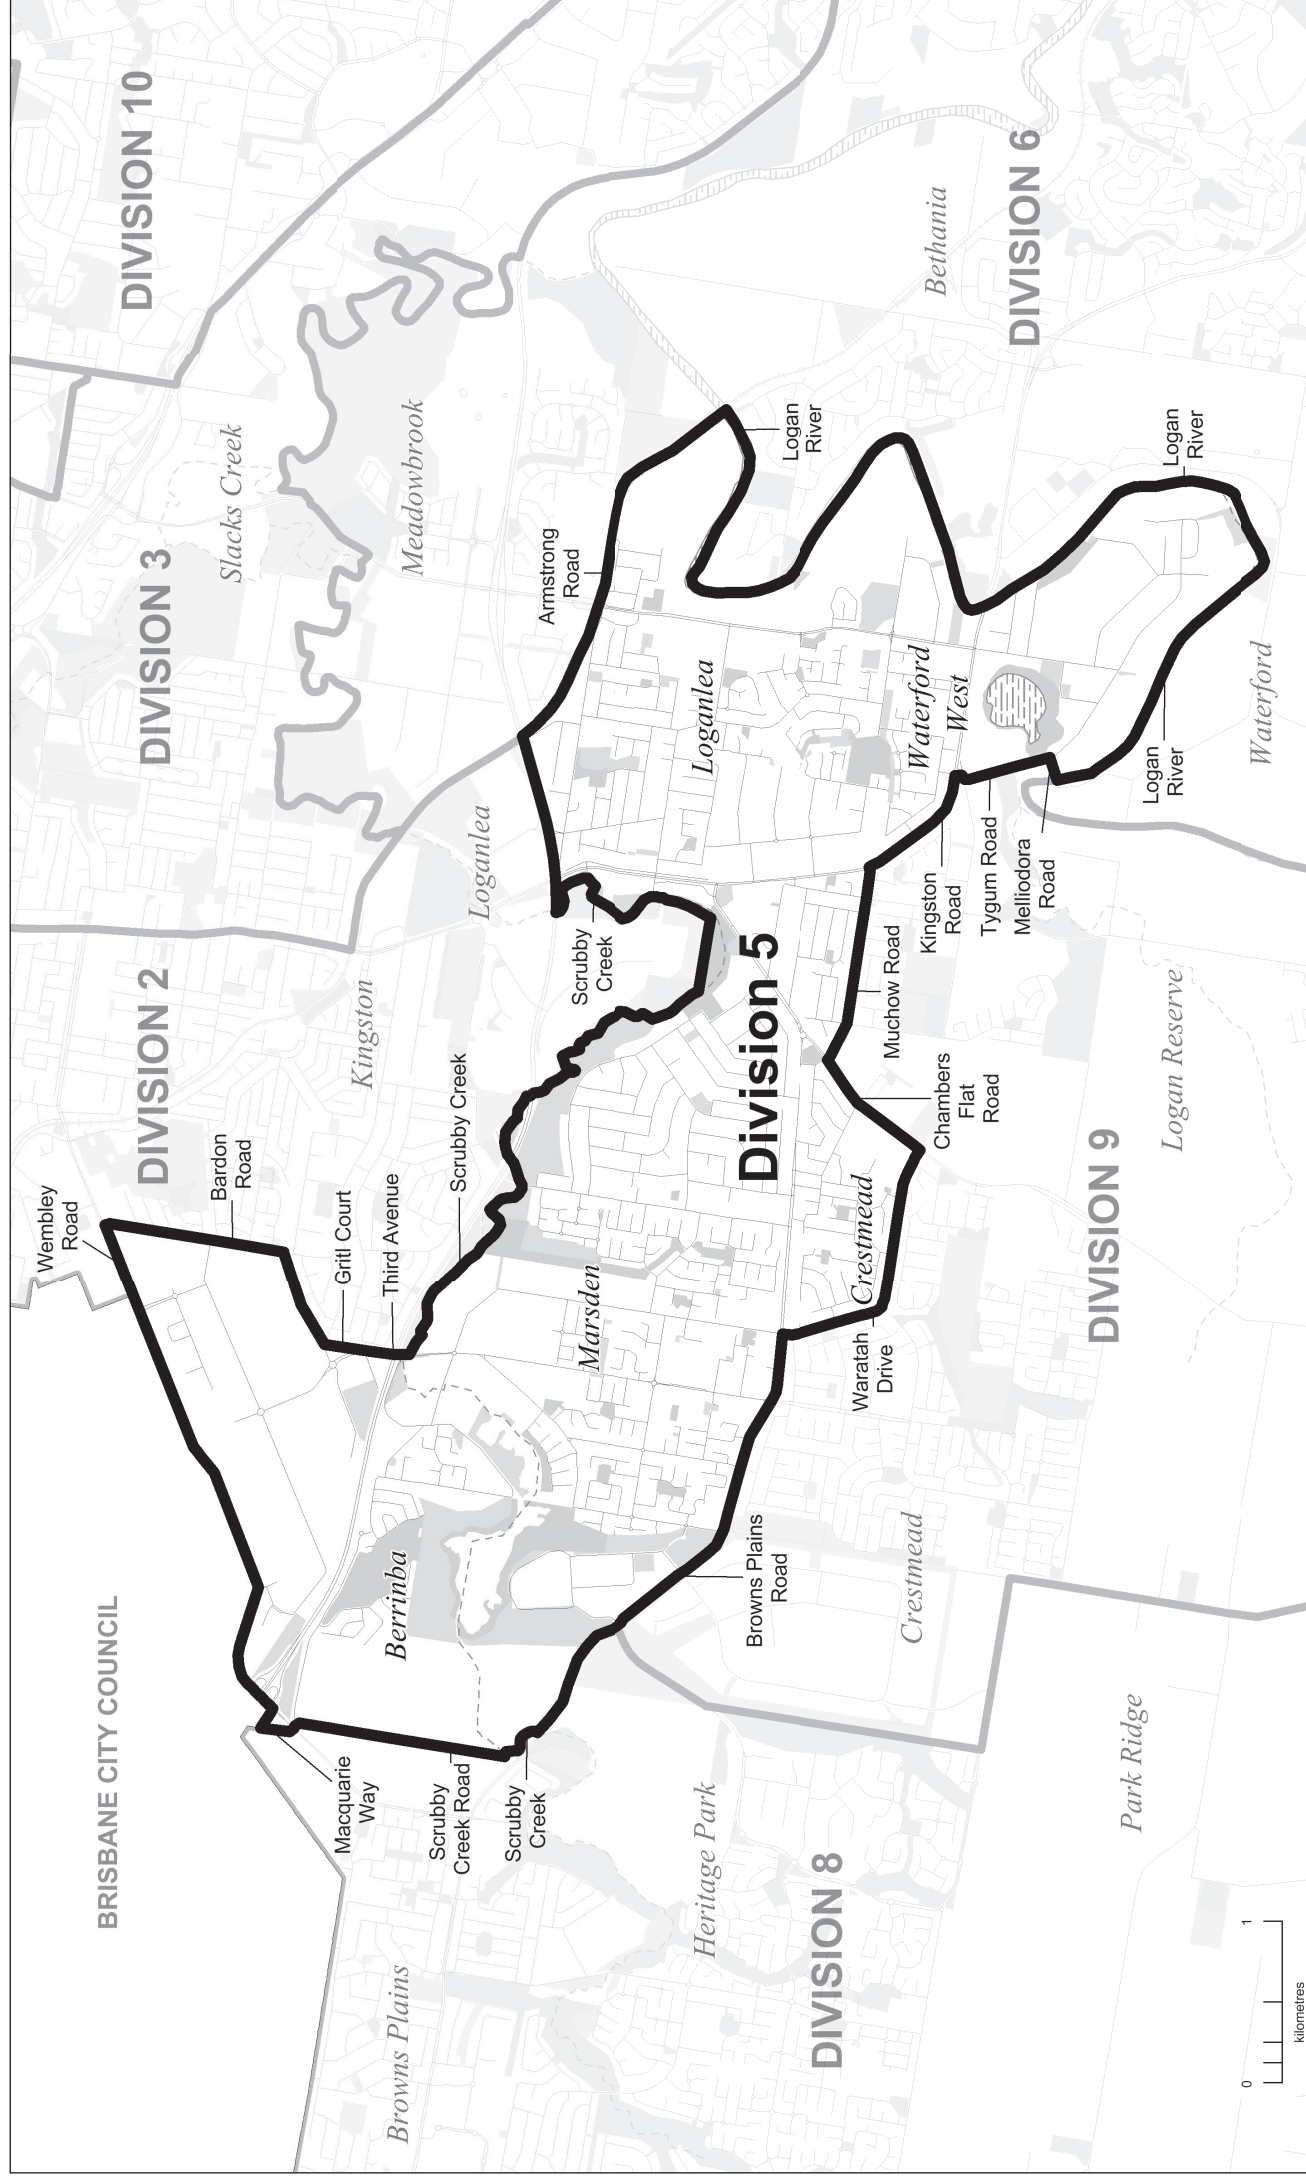 BRISBANE CITY COUNCIL
Wembley
Road
DIVISION 2
DIVISION 3
DIVISION 10
Bardon
Road
Slacks Creek
Gritl Court
Third Avenue
Kingston
Meadowbrook
Macquarie
Way
Browns Plains
Berrinba
Scrubby
Creek Road
Scrubby Creek
Loganlea
Scrubby
Creek
Armstrong
Road
Scrubby
Creek
Marsden
Heritage Park
Loganlea
Browns Plains
Road
Division 5
Logan
River
DIVISION 8
Waratah
Drive
Crestmead
Muchow Road
Crestmead
Chambers
Flat
Road
Kingston
Road
Waterford
West
Bethania
Tygum Road
Melliodora
Road
DIVISION 6
DIVISION 9
Park Ridge
Logan Reserve
Logan
River
Logan
River
Waterford
0
1
kilometres